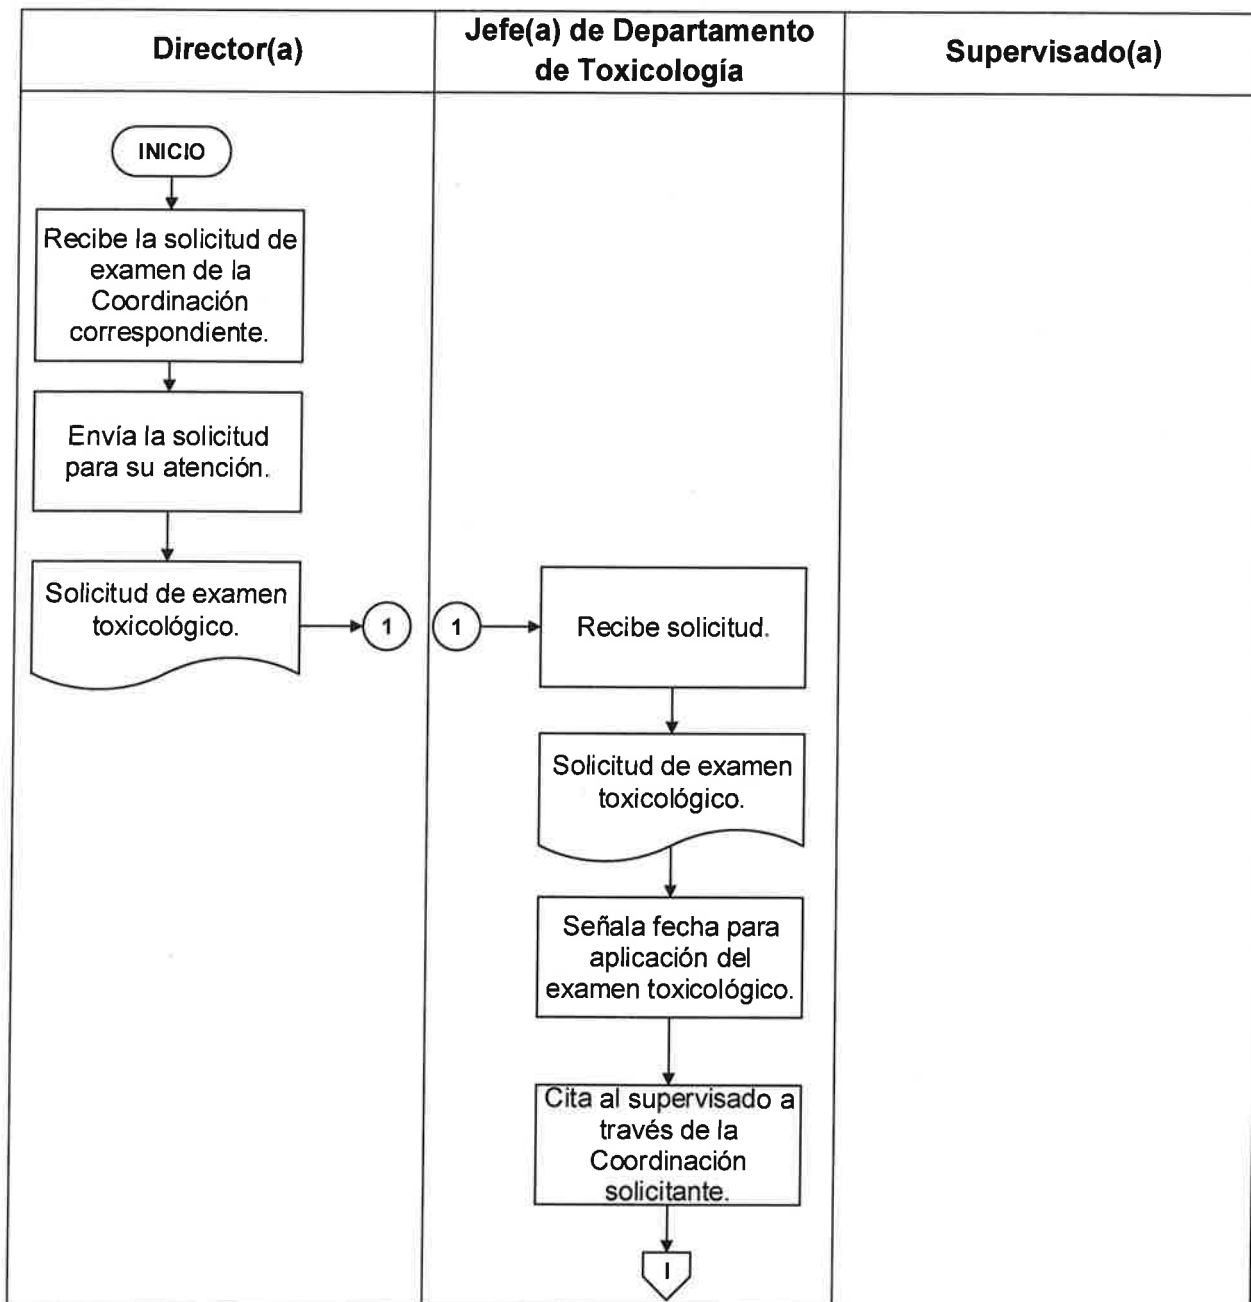 Director(a)
Jefe(a) de Departamento
de Toxicología
Supervisado(a)
INICIO
Recibe la solicitud de
examen de la
Coordinación
correspondiente.
Envía la solicitud
para su atención.
Solicitud de examen
toxicológico.
1
1
Recibe solicitud.
Solicitud de examen
toxicológico.
Señala fecha para
aplicación del
examen toxicológico.
Cita al supervisado a
través de la
Coordinación
solicitante.
I